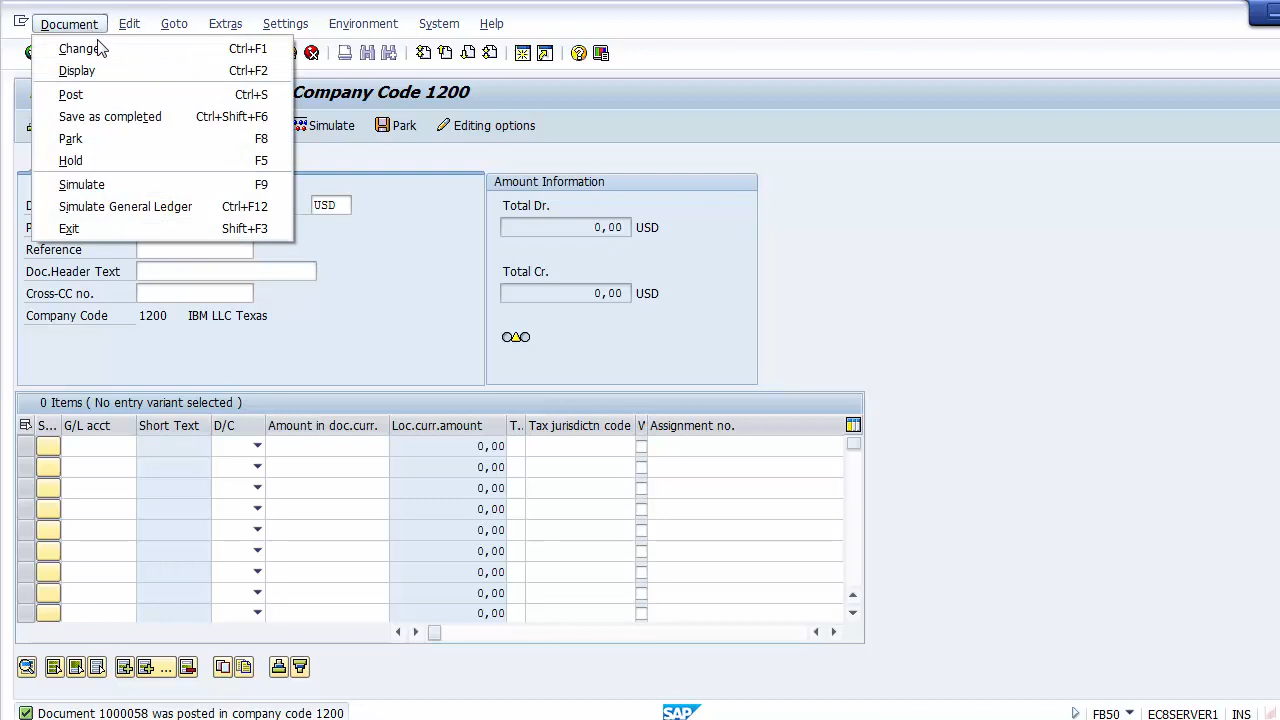 Document Edit Goto Extras Settings Environment System Help
Change Ctrl+F1
Display Ctrl+F2
Post Ctrl+S
Save as completed Ctrl+Shift+F6
Park F8
Hold F5
Simulate F9
Simulate General Ledger Ctrl+F12
Exit Shift+F3
Company Code 1200
Simulate Park Editing options
USD
Reference
Doc.Header Text
Cross-CC no.
Company Code 1200 IBM LLC Texas
Amount Information
Total Dr.
0,00 USD
Total Cr.
0,00 USD
0 Items ( No entry variant selected )
S... G/L acct Short Text D/C Amount in doc.curr. Loc.curr.amount T.. Tax jurisdictn code V Assignment no.
0,00
0,00
0,00
0,00
0,00
0,00
0,00
0,00
0,00
...
Document 1000058 was posted in company code 1200
SAP
FB50 EC8SERVER1 INS